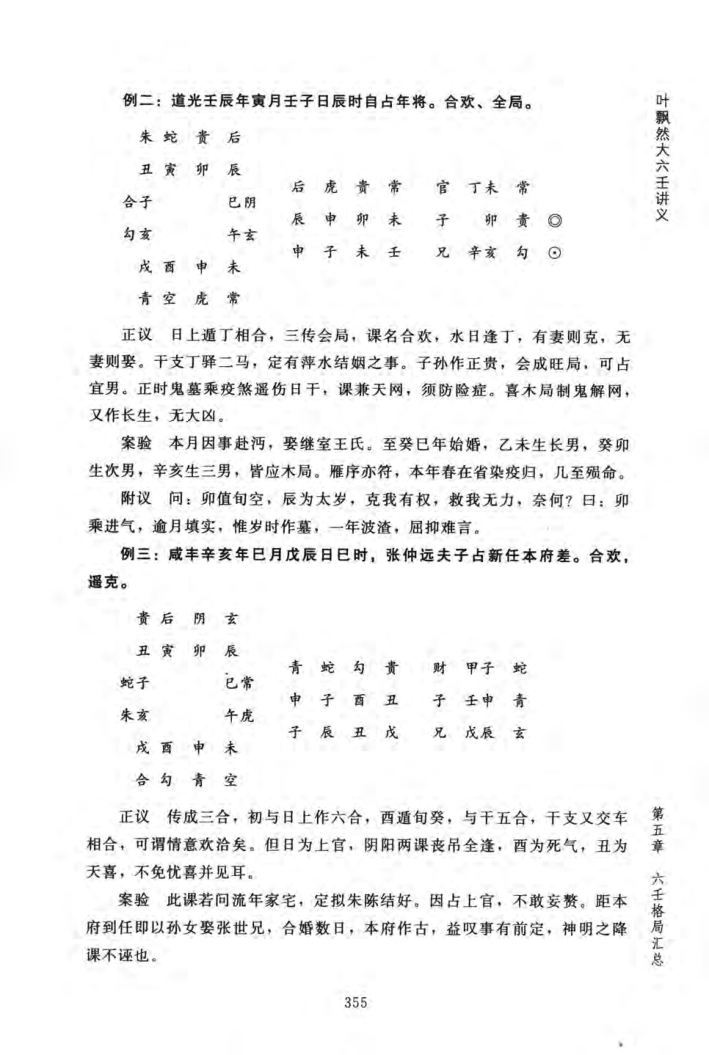 叶飘然大六壬讲义
例二：道光壬辰年寅月壬子日辰时自占年将。合欢、全局。
朱 蛇 贵 后
丑 寅 卯 辰
后 虎 贵 常 官 丁未 常
合子 巳阴
辰 申 卯 未 子 卯 贵 ◎
勾亥 午玄
申 子 未 壬 兄 辛亥 勾 ⊙
戌 酉 申 未
青 空 虎 常
正议 日上遁丁相合，三传会局，课名合欢，水日逢丁，有妻则克，无
妻则娶。干支丁驿二马，定有萍水结姻之事。子孙作正贵，会成旺局，可占
宜男。正时鬼墓乘疫煞遥伤日干，课兼天网，须防险症。喜木局制鬼解网，
又作长生，无大凶。
案验 本月因事赴沔，娶继室王氏。至癸巳年始婚，乙未生长男，癸卯
生次男，辛亥生三男，皆应木局。雁序亦符，本年春在省染疫归，几至殒命。
附议 问：卯值旬空，辰为太岁，克我有权，救我无力，奈何？曰：卯
乘进气，逾月填实，惟岁时作墓，一年波渣，屈抑难言。
例三：咸丰辛亥年巳月戊辰日巳时，张仲远夫子占新任本府差。合欢，
遥克。
贵 后 阴 玄
丑 寅 卯 辰
青 蛇 勾 贵 财 甲子 蛇
蛇子 巳常
申 子 酉 丑 子 壬申 青
朱亥 午虎
子 辰 丑 戊 兄 戊辰 玄
戌 酉 申 未
合 勾 青 空
正议 传成三合，初与日上作六合，酉遁旬癸，与干五合，干支又交车
相合，可谓情意欢洽矣。但日为上官，阴阳两课丧吊全逢，酉为死气，丑为
天喜，不免忧喜并见耳。
案验 此课若问流年家宅，定拟朱陈结好。因占上官，不敢妄赘。距本
府到任即以孙女娶张世兄，合婚数日，本府作古，益叹事有前定，神明之降
课不诬也。
第五章 六壬格局汇总
355